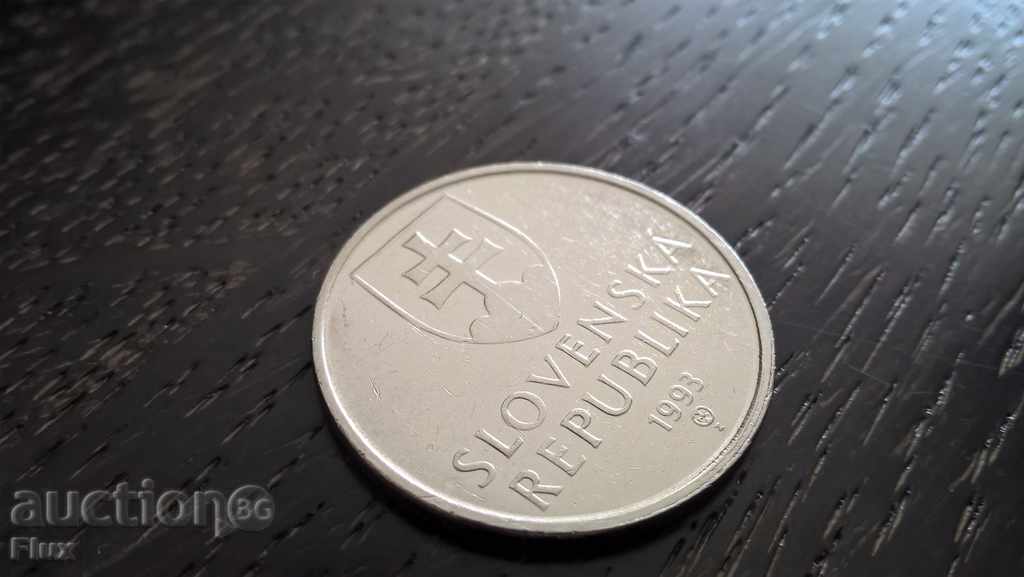 SLOVENSKA
REPUBLIKA
1993
auctionBG
Flux